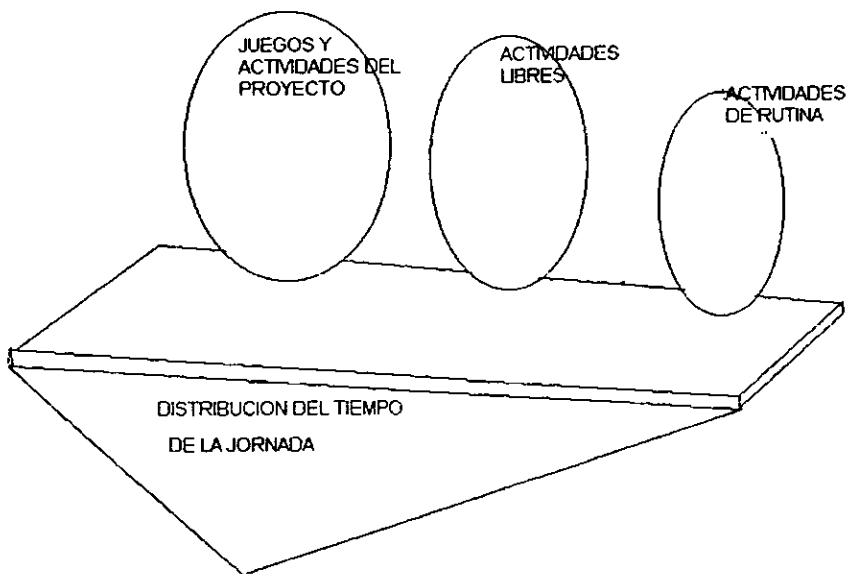 JUEGOS Y
ACTIVIDADES DEL
PROYECTO
ACTIVIDADES
LIBRES
ACTIVIDADES
DE RUTINA
DISTRIBUCION DEL TIEMPO
DE LA JORNADA